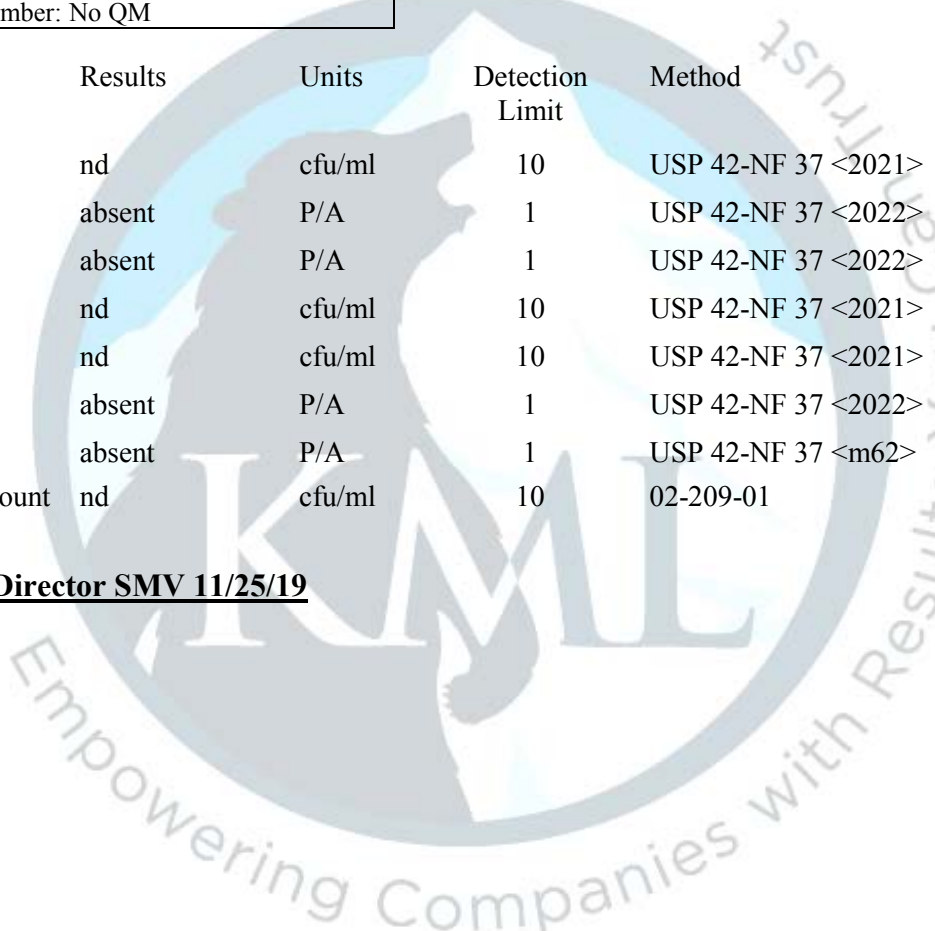 mber: No QM
Results Units Detection Limit Method
nd cfu/ml 10 USP 42-NF 37 <2021>
absent P/A 1 USP 42-NF 37 <2022>
absent P/A 1 USP 42-NF 37 <2022>
nd cfu/ml 10 USP 42-NF 37 <2021>
nd cfu/ml 10 USP 42-NF 37 <2021>
absent P/A 1 USP 42-NF 37 <2022>
absent P/A 1 USP 42-NF 37 <m62>
ount nd cfu/ml 10 02-209-01
Director SMV 11/25/19
KML
Empowering Companies with Results You Can Trust